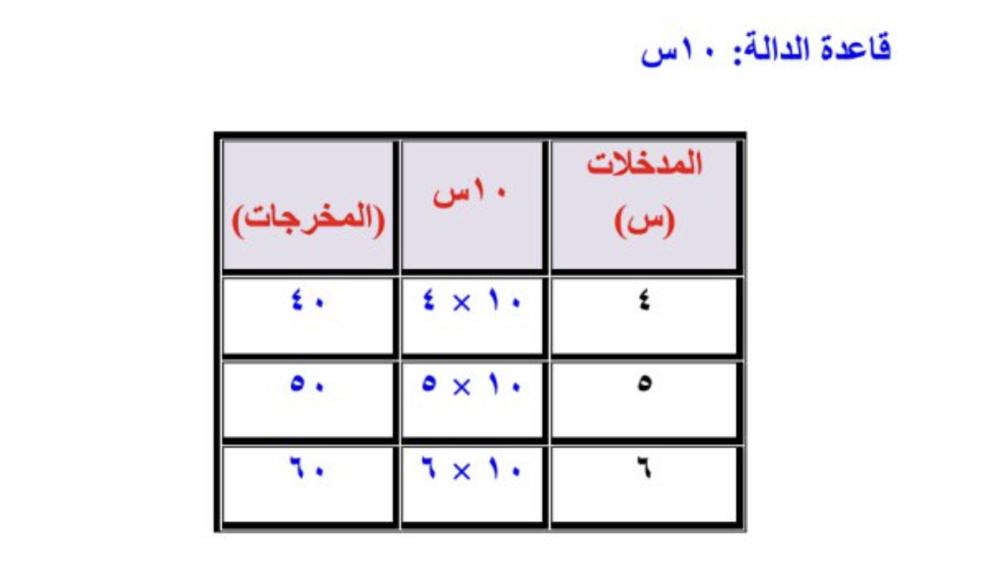 قاعدة الدالة: ١٠س
المدخلات
(س)
١٠س
(المخرجات)
٤
١٠ × ٤
٤٠
٥
١٠ × ٥
٥٠
٦
١٠ × ٦
٦٠